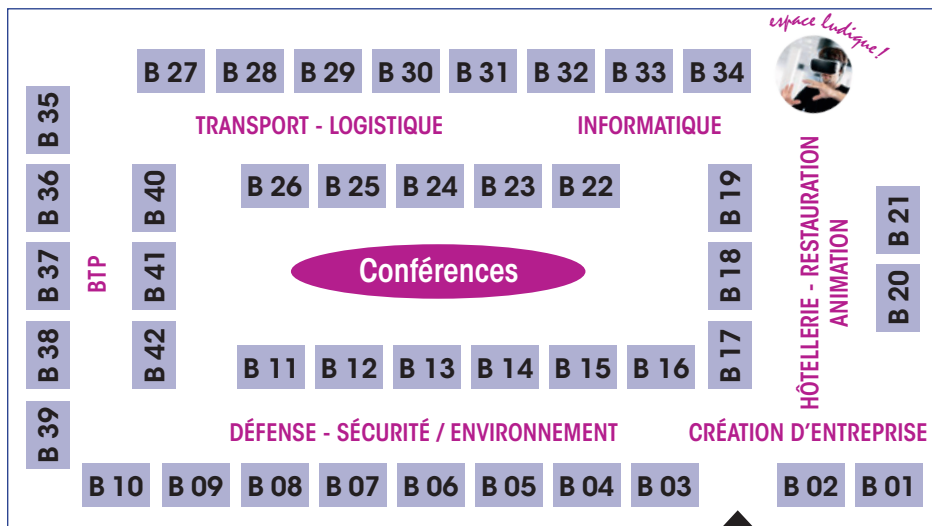 espace ludique !
B 27 B 28 B 29 B 30 B 31 B 32 B 33 B 34
TRANSPORT - LOGISTIQUE
INFORMATIQUE
B 35
B 36
B 37
B 38
B 39
BTP
B 40
B 41
B 42
B 26 B 25 B 24 B 23 B 22
Conférences
B 19
B 18
B 17
HÔTELLERIE - RESTAURATION
ANIMATION
B 21
B 20
B 11 B 12 B 13 B 14 B 15 B 16
DÉFENSE - SÉCURITÉ / ENVIRONNEMENT
CRÉATION D'ENTREPRISE
B 10 B 09 B 08 B 07 B 06 B 05 B 04 B 03
B 02 B 01